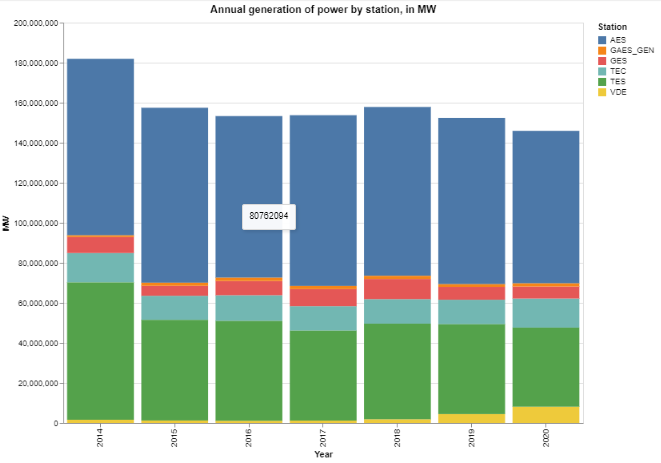 Annual generation of power by station, in MW
200,000,000
180,000,000
160,000,000
140,000,000
120,000,000
100,000,000
80,000,000
60,000,000
40,000,000
20,000,000
0
MW
80762094
2014
2015
2016
2017
2018
2019
2020
Year
Station
AES
GAES_GEN
GES
TEC
TES
VDE